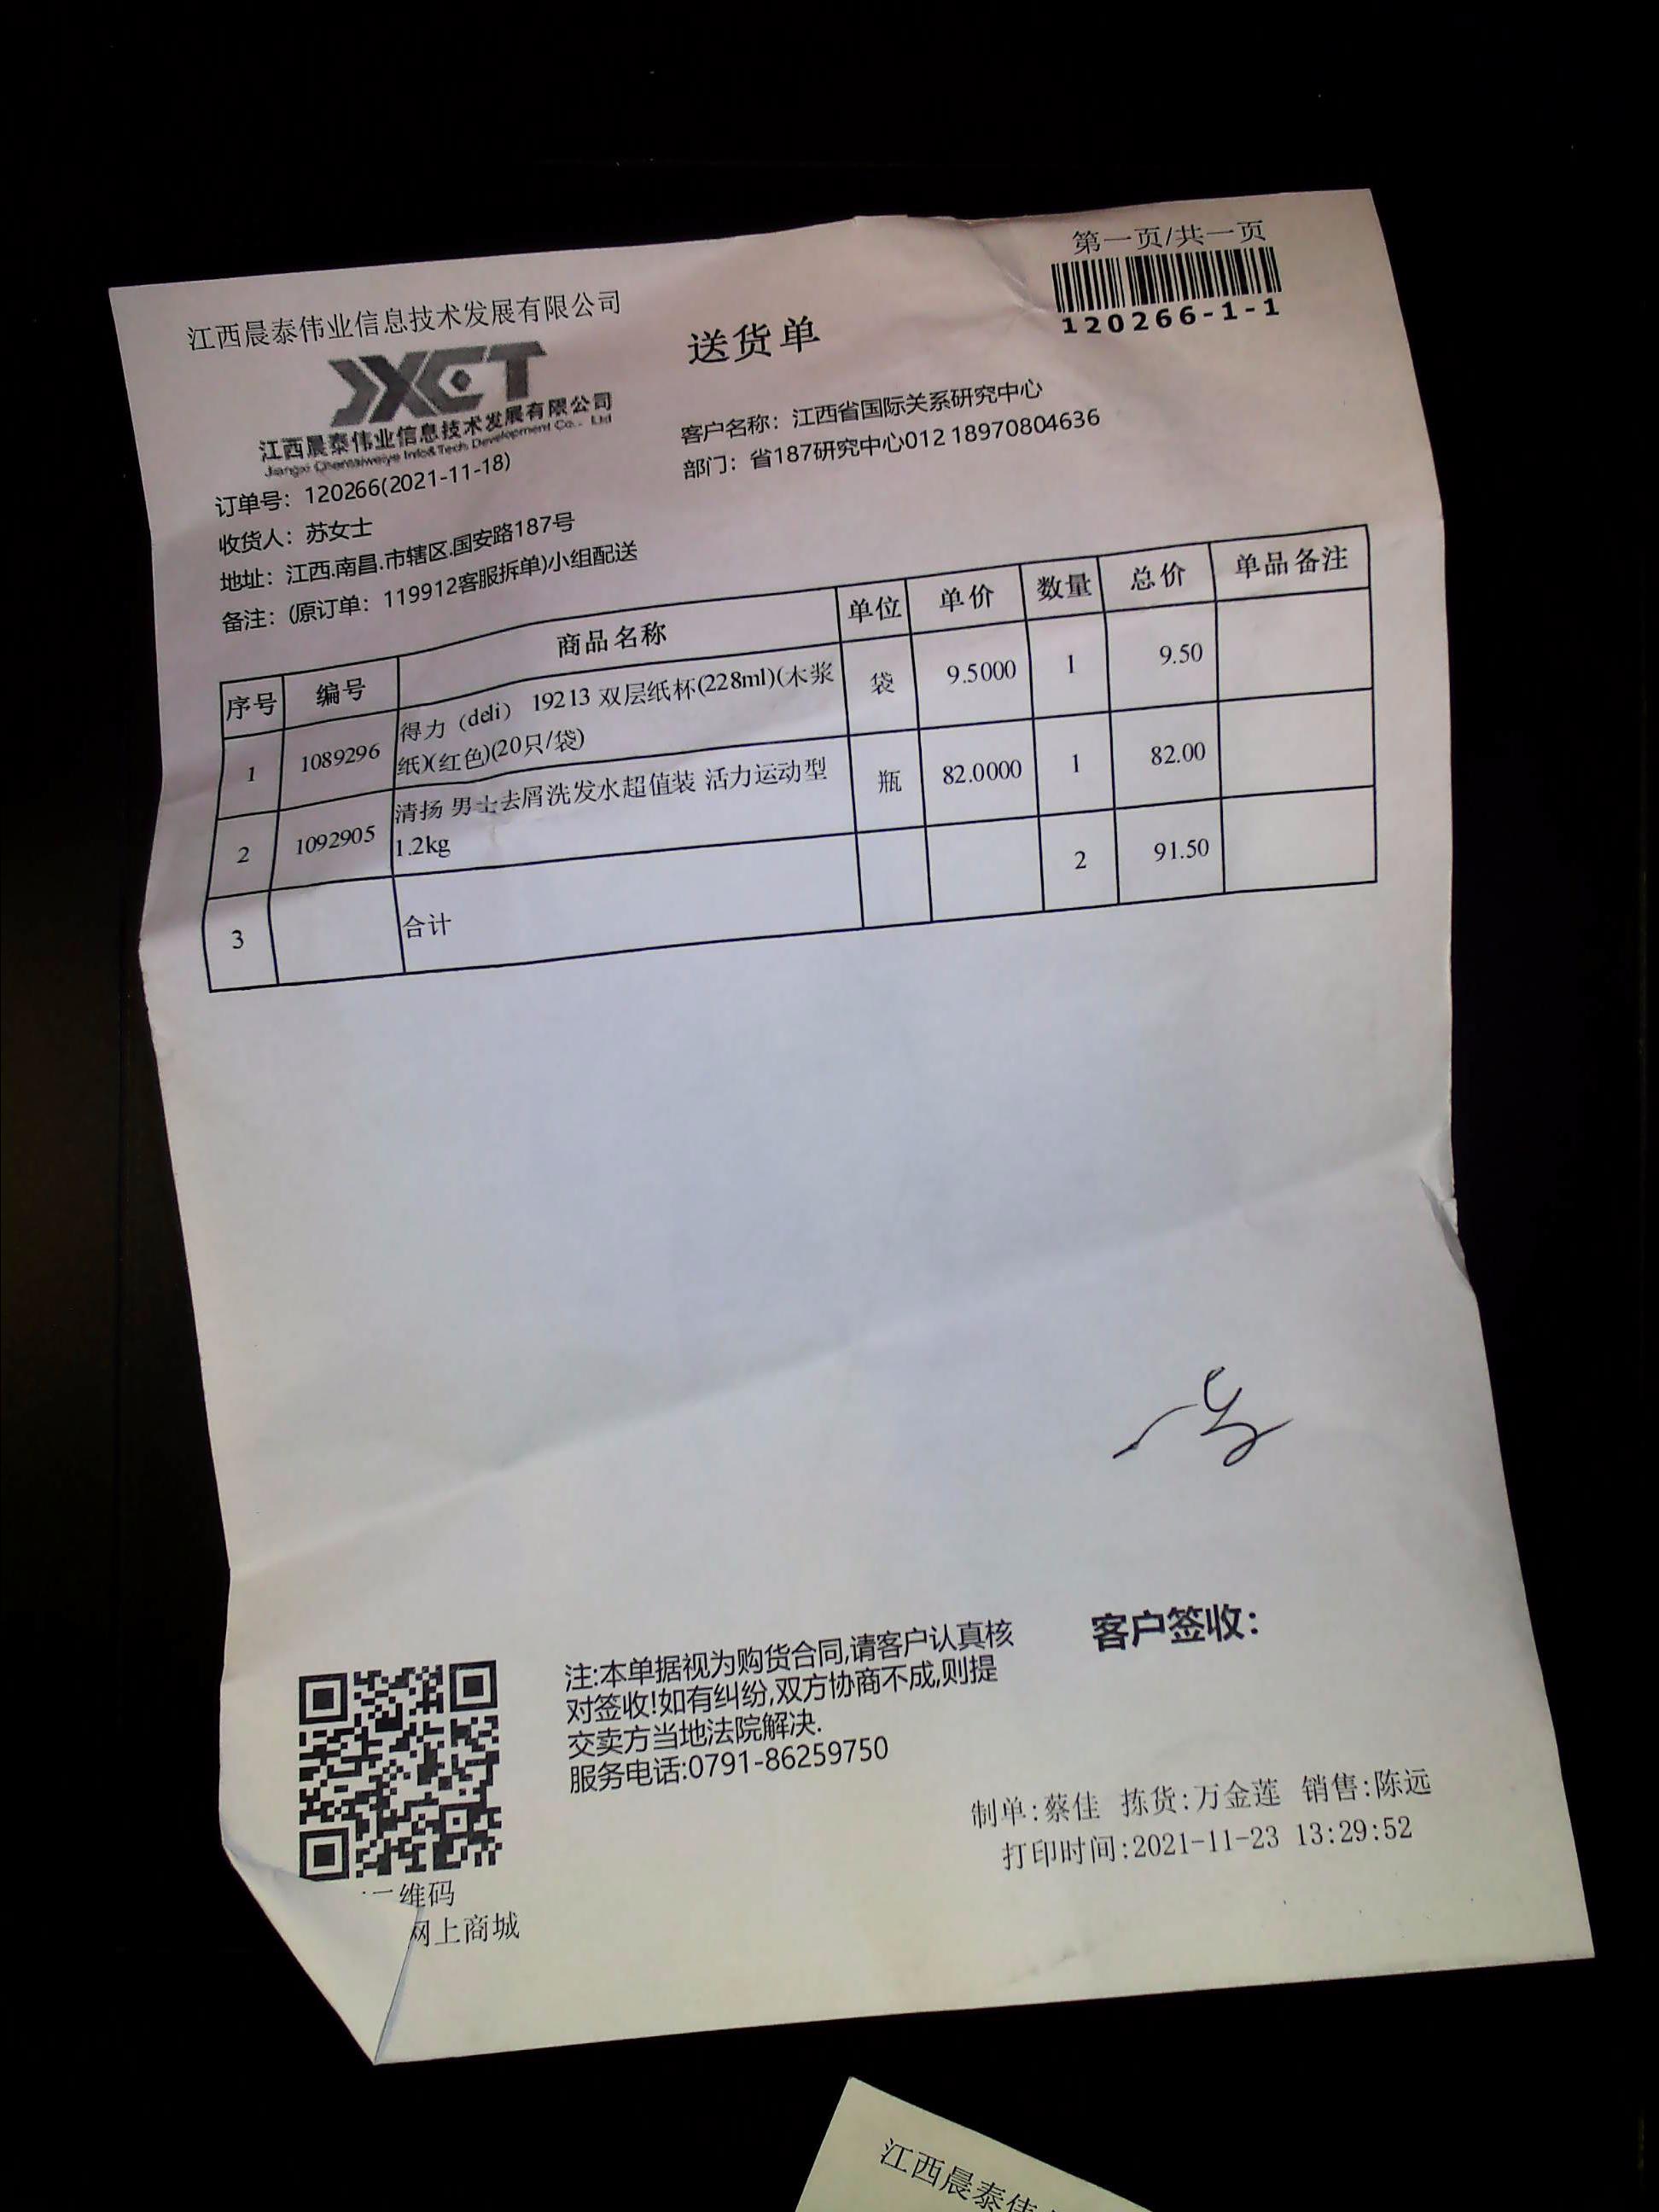 第一页/共一页
120266-1-1
江西晨泰伟业信息技术发展有限公司
送货单
JXCT
江西晨泰伟业信息技术发展有限公司
Jiangxi Chentaiweiye Info&Tech Development Co., Ltd
客户名称：江西省国际关系研究中心
部门：省187研究中心012 18970804636
订单号：120266(2021-11-18)
收货人：苏女士
地址：江西.南昌.市辖区.国安路187号
备注：(原订单：119912客服拆单)小组配送
序号 编号 商品名称 单位 单价 数量 总价 单品备注
1 1089296 得力（deli） 19213 双层纸杯(228ml)(木浆
纸)(红色)(20只/袋) 袋 9.5000 1 9.50
2 1092905 清扬 男士去屑洗发水超值装 活力运动型
1.2kg 瓶 82.0000 1 82.00
3 合计 2 91.50
注:本单据视为购货合同,请客户认真核
对签收!如有纠纷,双方协商不成,则提
交卖方当地法院解决.
服务电话:0791-86259750
客户签收：
制单:蔡佳 拣货:万金莲 销售:陈远
打印时间:2021-11-23 13:29:52
二维码
网上商城
江西晨泰伟